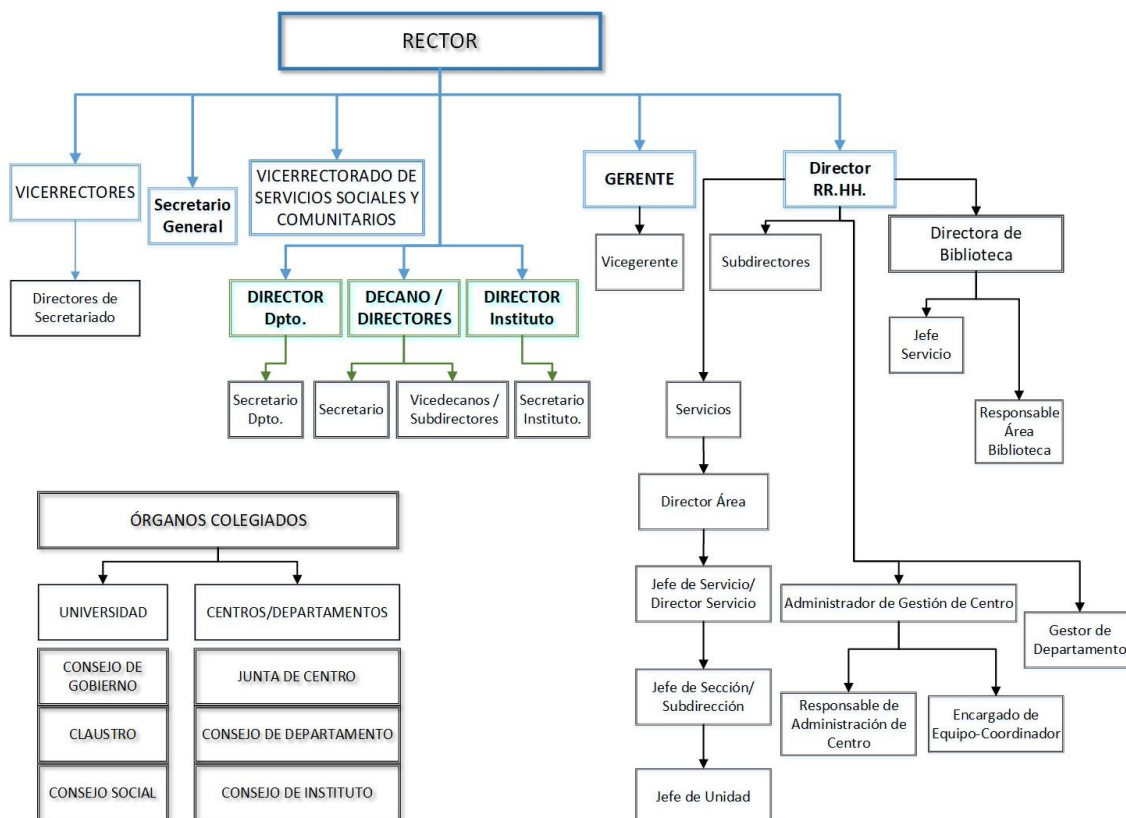 RECTOR
VICERRECTORES
Secretario
General
VICERRECTORADO DE
SERVICIOS SOCIALES Y
COMUNITARIOS
GERENTE
Director
RR.HH.
Directores de
Secretariado
DIRECTOR
Dpto.
DECANO /
DIRECTORES
DIRECTOR
Instituto
Vicegerente
Subdirectores
Directora de
Biblioteca
Secretario
Dpto.
Secretario
Vicedecanos /
Subdirectores
Secretario
Instituto.
Jefe
Servicio
Responsable
Área
Biblioteca
Servicios
Director Área
Jefe de Servicio/
Director Servicio
Jefe de Sección/
Subdirección
Jefe de Unidad
Administrador de Gestión de Centro
Gestor de
Departamento
Responsable de
Administración de
Centro
Encargado de
Equipo-Coordinador
ÓRGANOS COLEGIADOS
UNIVERSIDAD
CENTROS/DEPARTAMENTOS
CONSEJO DE
GOBIERNO
JUNTA DE CENTRO
CLAUSTRO
CONSEJO DE DEPARTAMENTO
CONSEJO SOCIAL
CONSEJO DE INSTITUTO